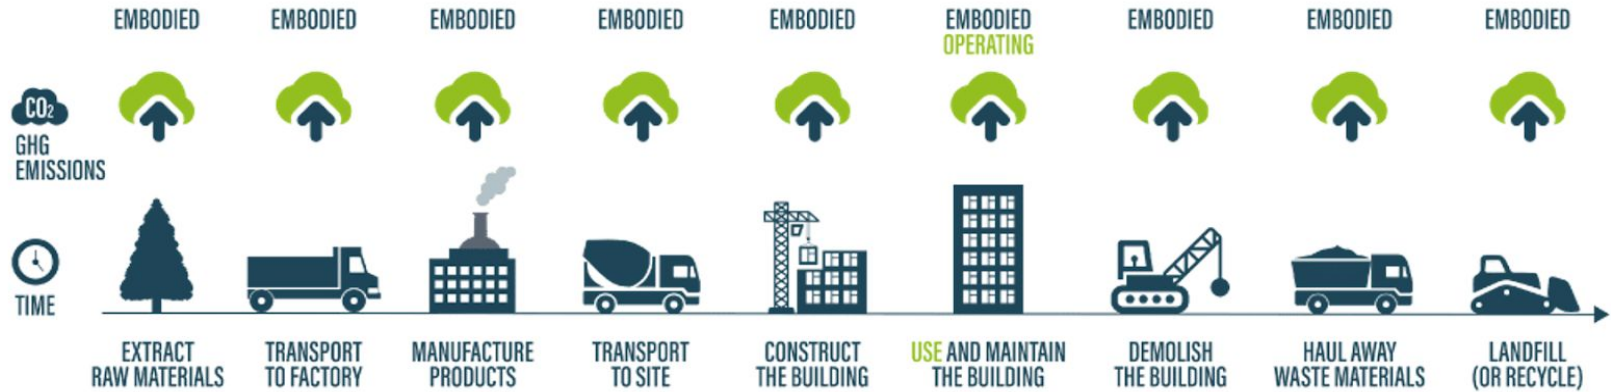 EMBODIED
EMBODIED
EMBODIED
EMBODIED
EMBODIED
EMBODIED
OPERATING
EMBODIED
EMBODIED
EMBODIED
CO2
GHG
EMISSIONS
TIME
EXTRACT
RAW MATERIALS
TRANSPORT
TO FACTORY
MANUFACTURE
PRODUCTS
TRANSPORT
TO SITE
CONSTRUCT
THE BUILDING
USE AND MAINTAIN
THE BUILDING
DEMOLISH
THE BUILDING
HAUL AWAY
WASTE MATERIALS
LANDFILL
(OR RECYCLE)